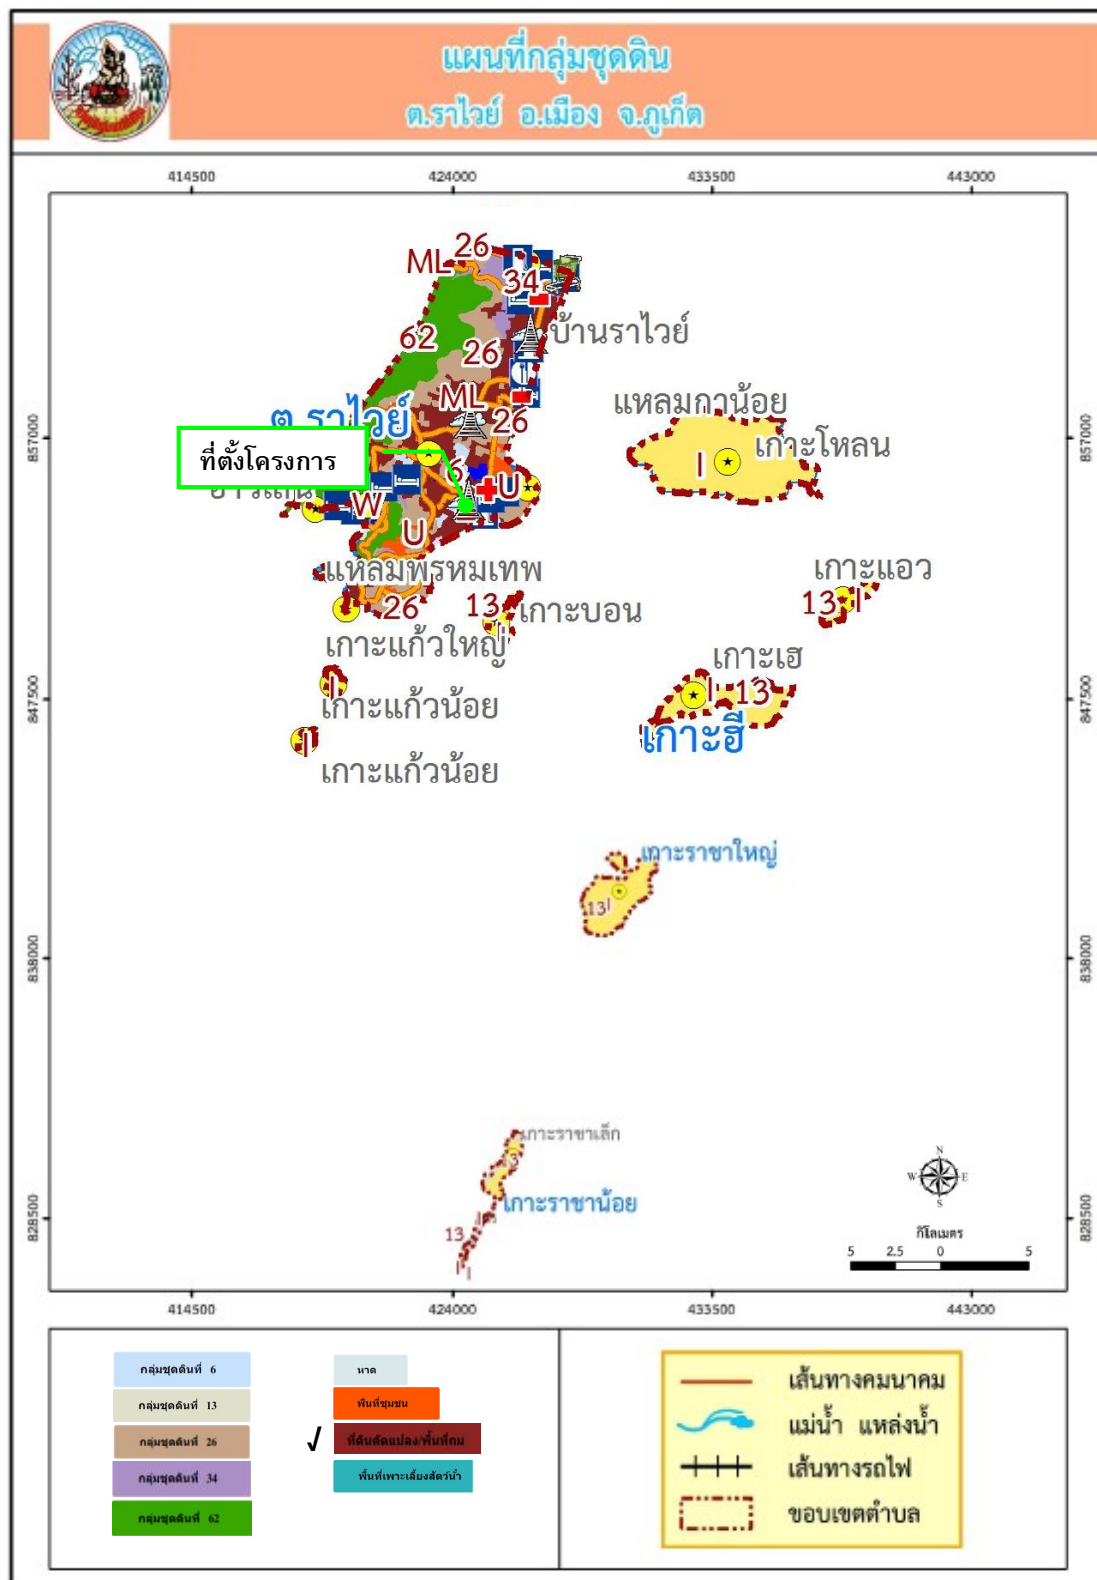 แผนที่กลุ่มชุดดิน
ต.ราไวย์ อ.เมือง จ.ภูเก็ต
414500 424000 433500 443000
26
ML
34
บ้านราไวย์
62
26
ML
แหลมกาน้อย
ต.ราไวย์
26
857000
857000
เกาะโหลน
ที่ตั้งโครงการ
6
I
U
W
U
แหลมพรหมเทพ
เกาะแอว
26
13
เกาะบอน
13
I
I
เกาะแก้วใหญ่
เกาะเฮ
I
I
13
847500
847500
เกาะแก้วน้อย
เกาะฮี
I
เกาะแก้วน้อย
เกาะราชาใหญ่
13
I
838000
838000
เกาะราชาเล็ก
13
N
W E
S
เกาะราชาน้อย
828500
828500
13
I
I
กิโลเมตร
5 2.5 0 5
414500 424000 433500 443000
กลุ่มชุดดินที่ 6
กลุ่มชุดดินที่ 13
กลุ่มชุดดินที่ 26
กลุ่มชุดดินที่ 34
กลุ่มชุดดินที่ 62
หาด
พื้นที่ชุมชน
√ ที่ดินดัดแปลง/พื้นที่ถม
พื้นที่เพาะเลี้ยงสัตว์น้ำ
เส้นทางคมนาคม
แม่น้ำ แหล่งน้ำ
เส้นทางรถไฟ
ขอบเขตตำบล